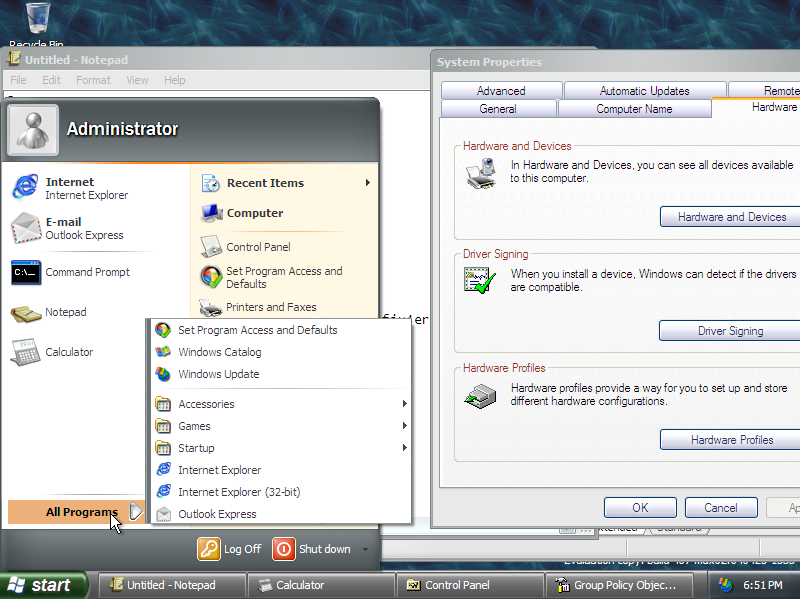 Recycle Bin
Untitled - Notepad
File Edit Format View Help
Administrator
Internet
Internet Explorer
E-mail
Outlook Express
Command Prompt
Notepad
Calculator
All Programs
Recent Items
Computer
Control Panel
Set Program Access and
Defaults
Printers and Faxes
Set Program Access and Defaults
Windows Catalog
Windows Update
Accessories
Games
Startup
Internet Explorer
Internet Explorer (32-bit)
Outlook Express
Log Off
Shut down
System Properties
Advanced Automatic Updates Remote
General Computer Name Hardware
Hardware and Devices
In Hardware and Devices, you can see all devices available
to this computer.
Hardware and Devices
Driver Signing
When you install a device, Windows can detect if the drivers
are compatible.
Driver Signing
Hardware Profiles
Hardware profiles provide a way for you to set up and store
different hardware configurations.
Hardware Profiles
OK Cancel Ap
start
Untitled - Notepad
Calculator
Control Panel
Group Policy Objec...
6:51 PM